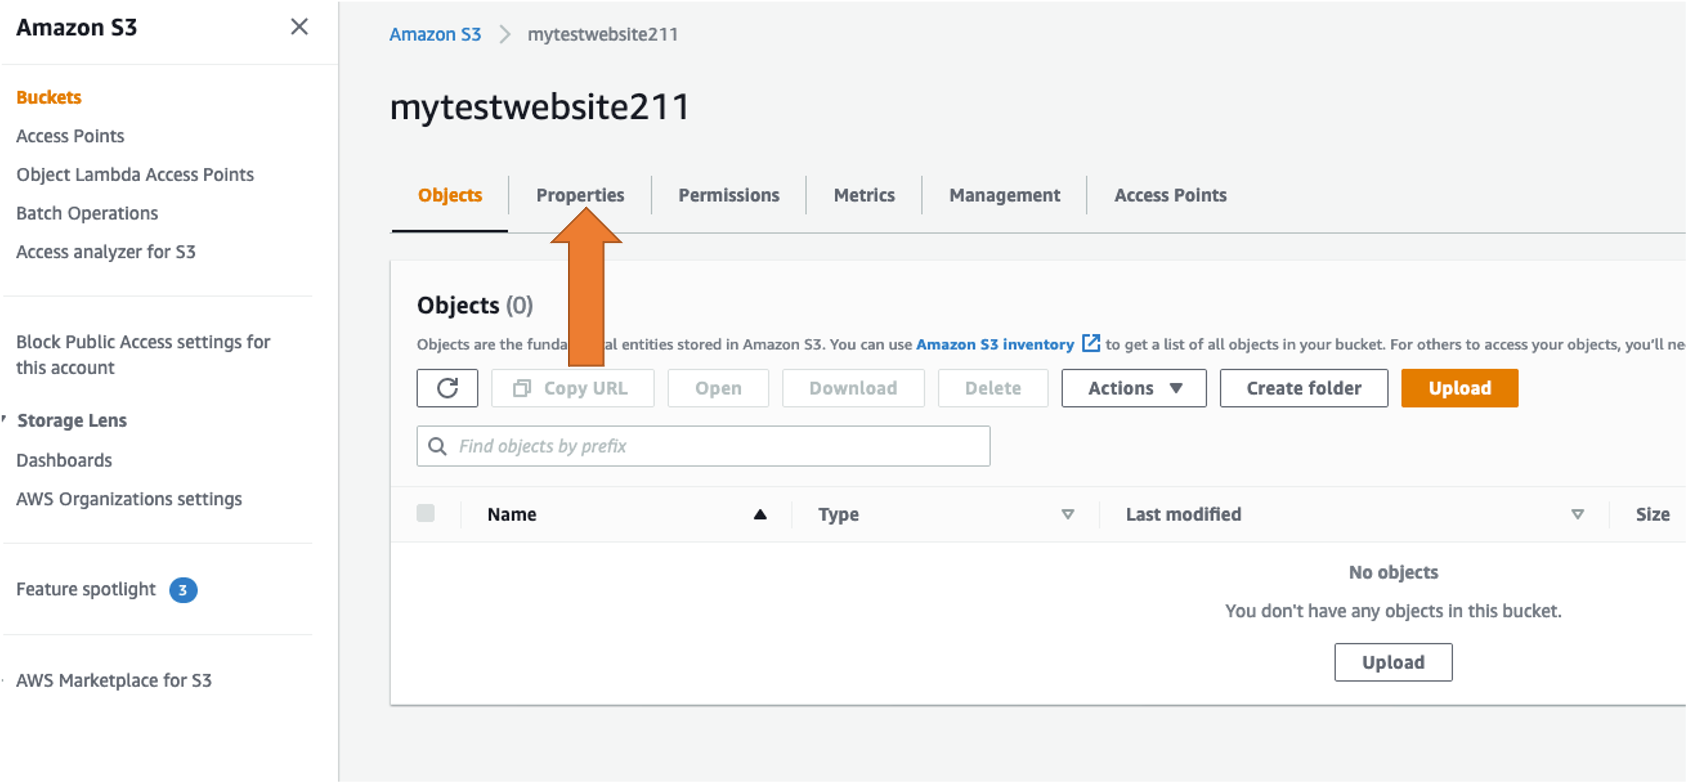 Amazon S3
Buckets
Access Points
Object Lambda Access Points
Batch Operations
Access analyzer for S3
Block Public Access settings for
this account
Storage Lens
Dashboards
AWS Organizations settings
Feature spotlight 3
AWS Marketplace for S3
Amazon S3 mytestwebsite211
mytestwebsite211
Objects Properties Permissions Metrics Management Access Points
Objects (0)
Objects are the al entities stored in Amazon S3. You can use Amazon S3 inventory to get a list of all objects in your bucket. For others to access your objects, you'll
Copy URL Open Download Delete Actions Create folder Upload
Find objects by prefix
Name Type Last modified Size
No objects
You don't have any objects in this bucket.
Upload